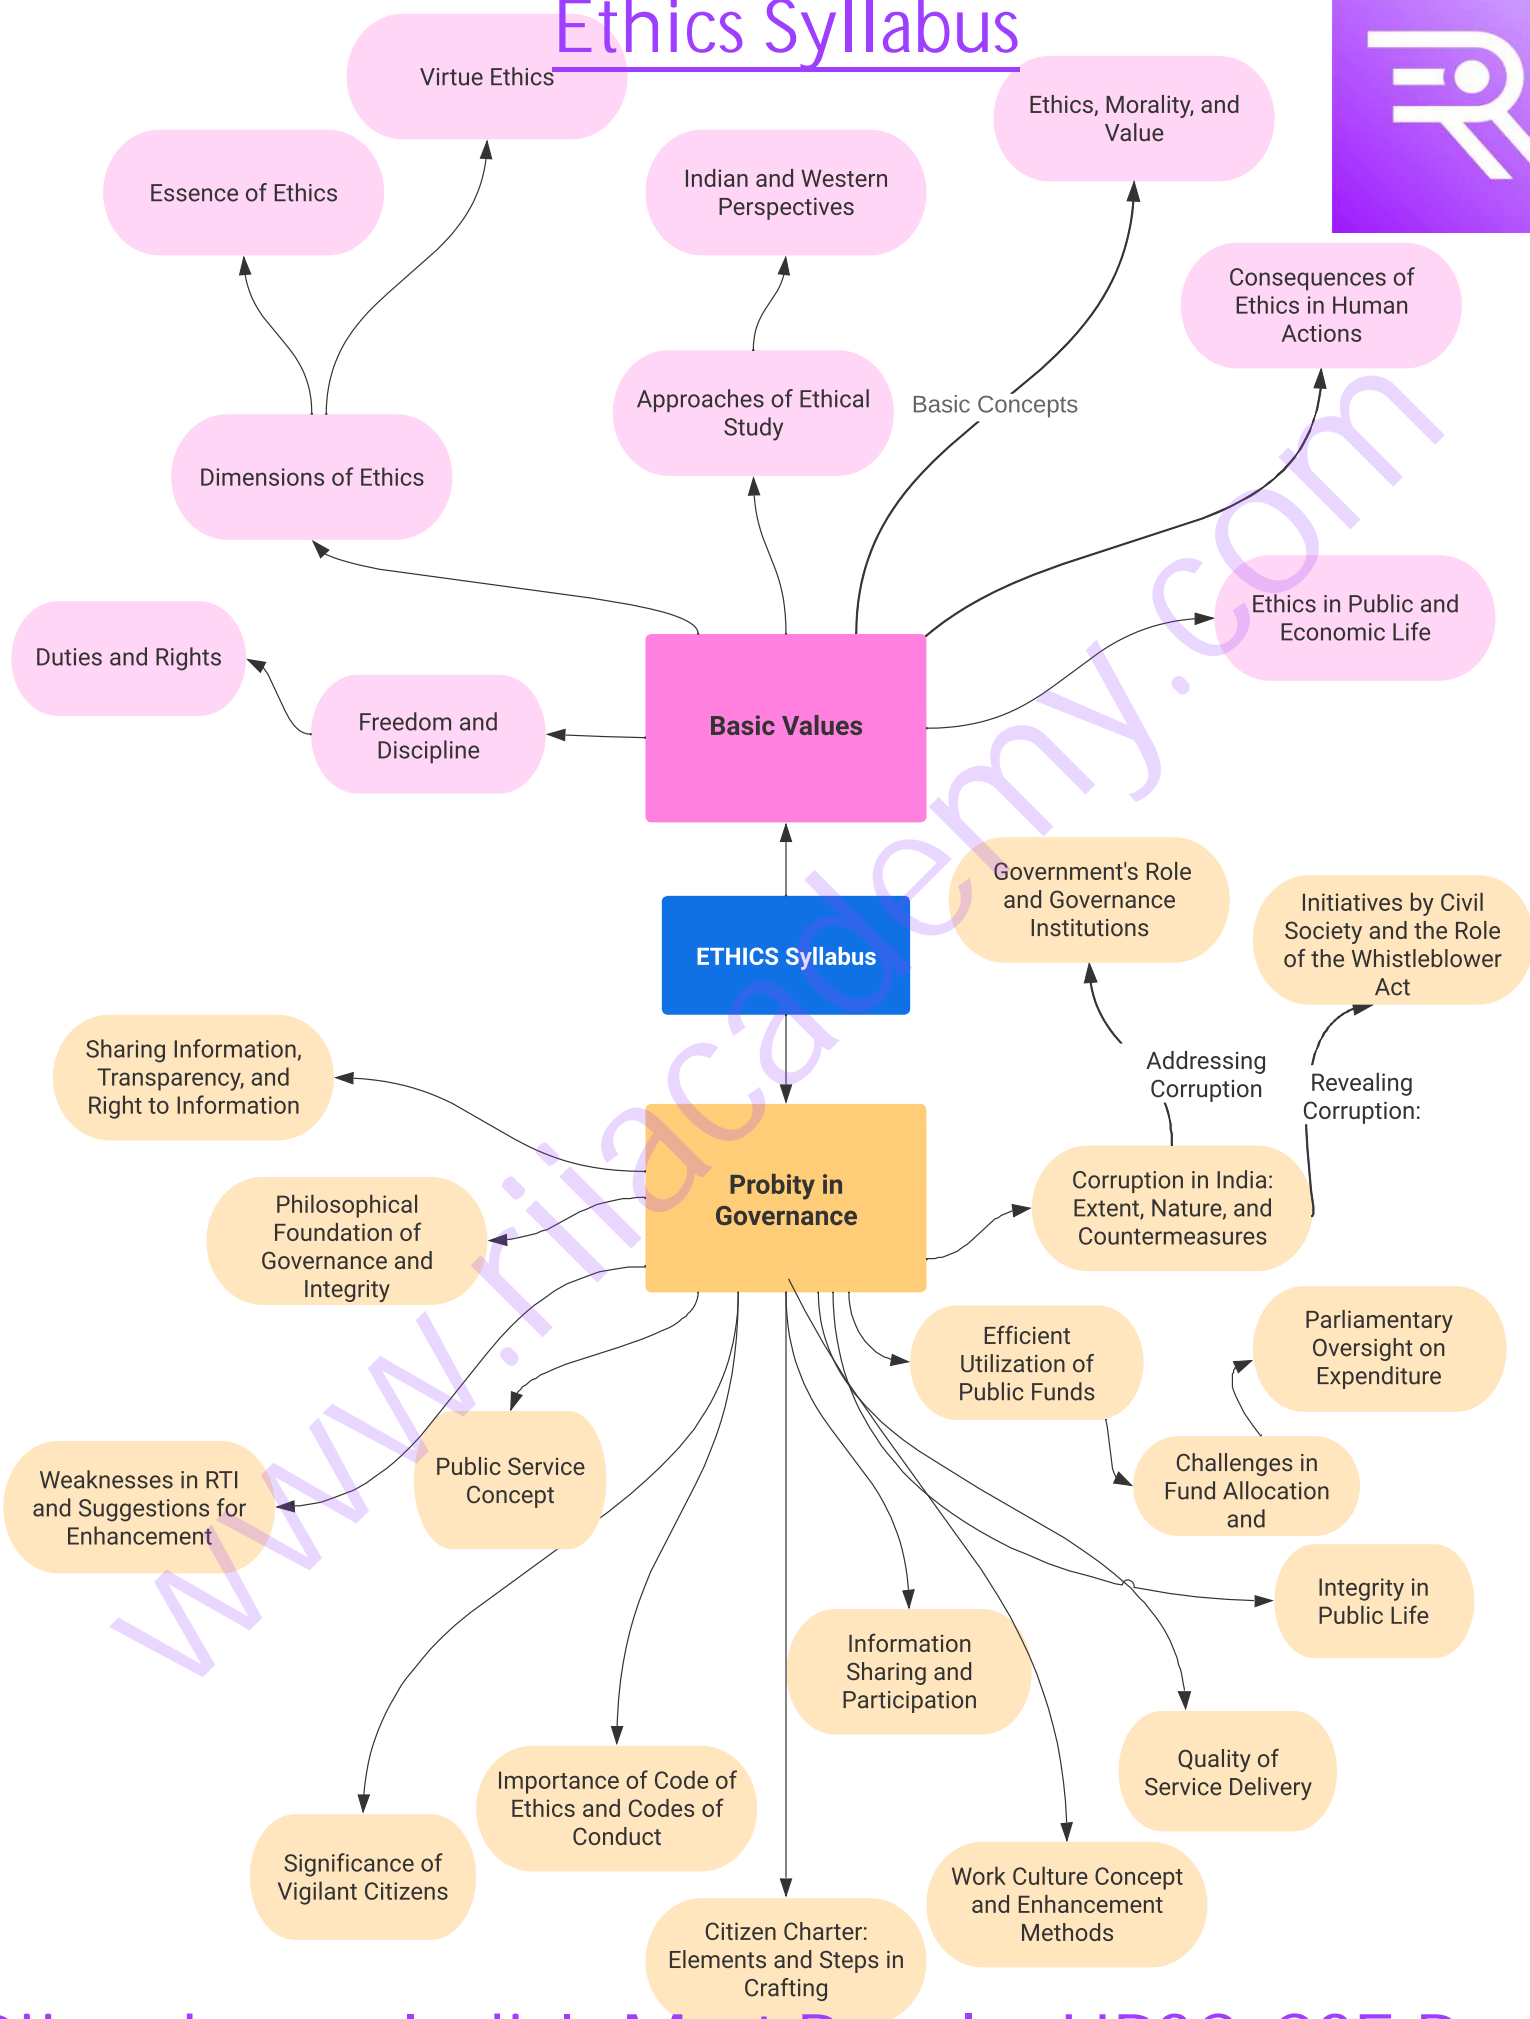 Ethics Syllabus
Virtue Ethics
Ethics, Morality, and
Value
Essence of Ethics
Indian and Western
Perspectives
Consequences of
Ethics in Human
Actions
Approaches of Ethical
Study
Basic Concepts
Dimensions of Ethics
Ethics in Public and
Economic Life
Duties and Rights
Freedom and
Discipline
Basic Values
Government's Role
and Governance
Institutions
Initiatives by Civil
Society and the Role
of the Whistleblower
Act
ETHICS Syllabus
Sharing Information,
Transparency, and
Right to Information
Addressing
Corruption
Revealing
Corruption:
Probity in
Governance
Corruption in India:
Extent, Nature, and
Countermeasures
Philosophical
Foundation of
Governance and
Integrity
Efficient
Utilization of
Public Funds
Parliamentary
Oversight on
Expenditure
Public Service
Concept
Challenges in
Fund Allocation
and
Weaknesses in RTI
and Suggestions for
Enhancement
Integrity in
Public Life
Information
Sharing and
Participation
Quality of
Service Delivery
Importance of Code of
Ethics and Codes of
Conduct
Significance of
Vigilant Citizens
Work Culture Concept
and Enhancement
Methods
Citizen Charter:
Elements and Steps in
Crafting
www.riiacademy.com